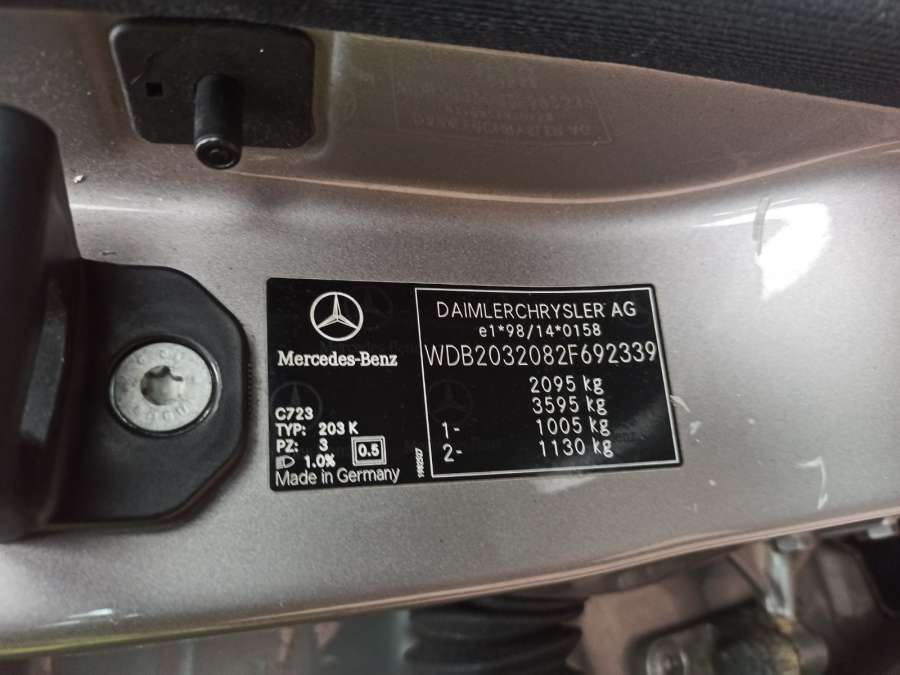 Mercedes-Benz
C723
TYP: 203 K
PZ: 3
1.0%
0.5
Made in Germany
DAIMLERCHRYSLER AG
e1*98/14*0158
WDB2032082F692339
2095 kg
3595 kg
1- 1005 kg
2- 1130 kg